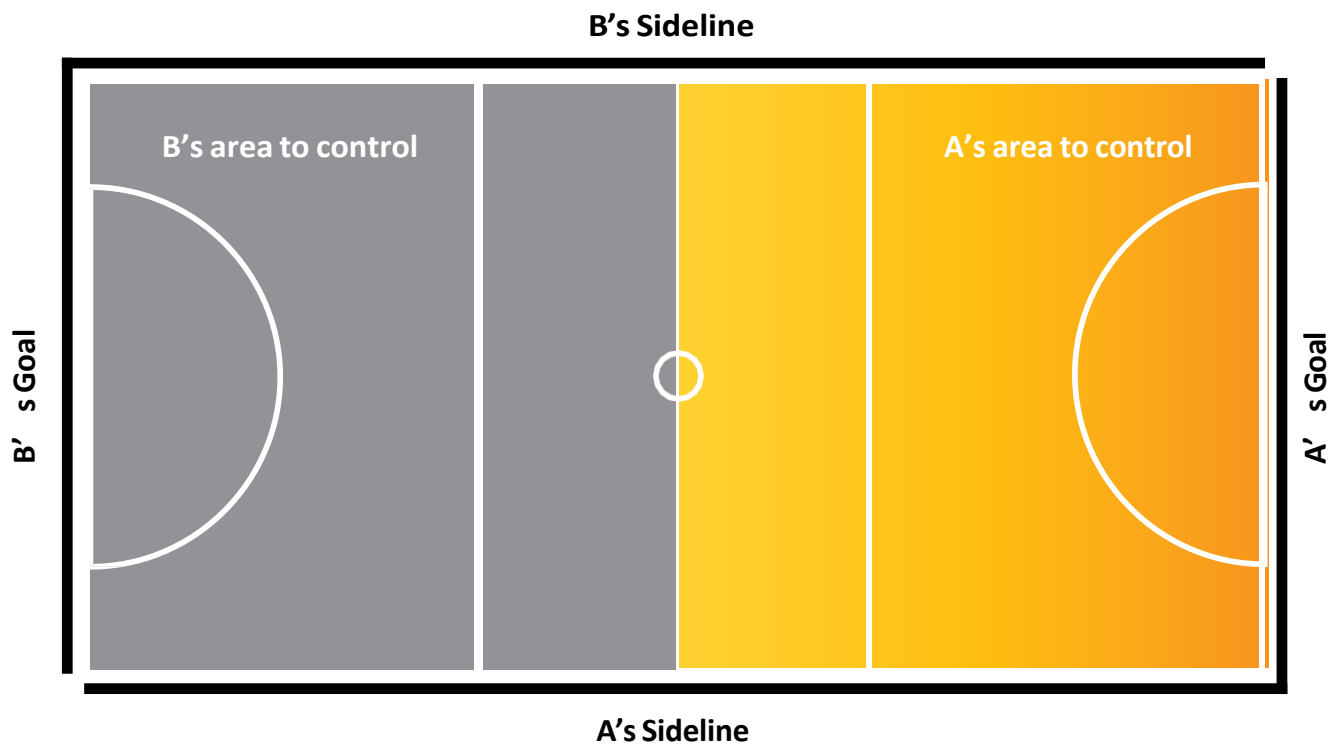 B's Sideline
B's area to control
A's area to control
B' s Goal
A' s Goal
A's Sideline